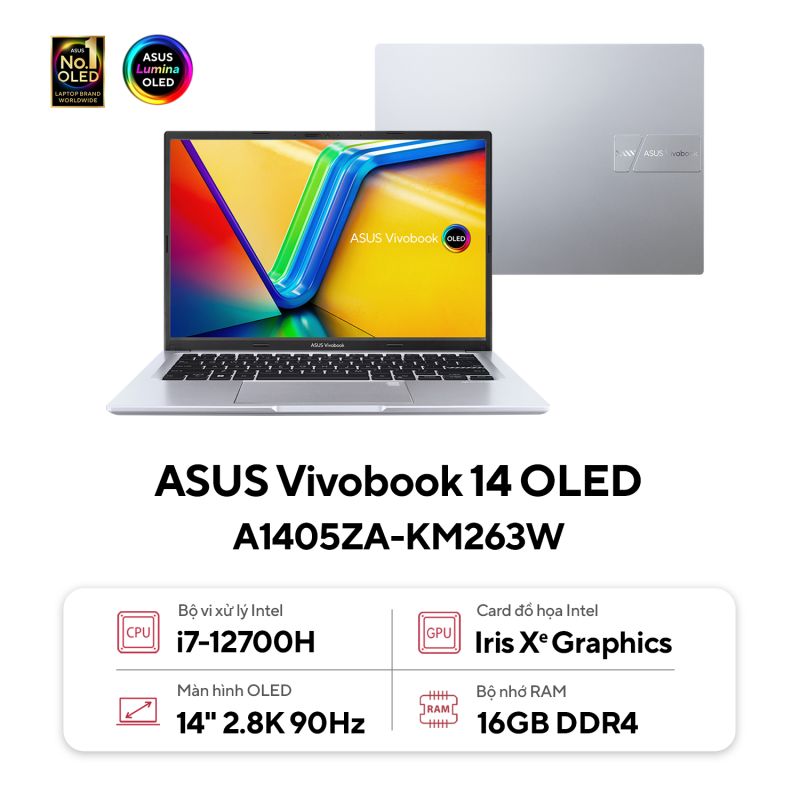 ASUS
No.1
OLED
LAPTOP BRAND
WORLDWIDE
ASUS
Lumina
OLED
ASUS Vivobook
ASUS Vivobook OLED
ASUS Vivobook
ASUS Vivobook 14 OLED
A1405ZA-KM263W
CPU
Bộ vi xử lý Intel
i7-12700H
GPU
Card đồ họa Intel
Iris Xᵉ Graphics
Màn hình OLED
14" 2.8K 90Hz
RAM
Bộ nhớ RAM
16GB DDR4